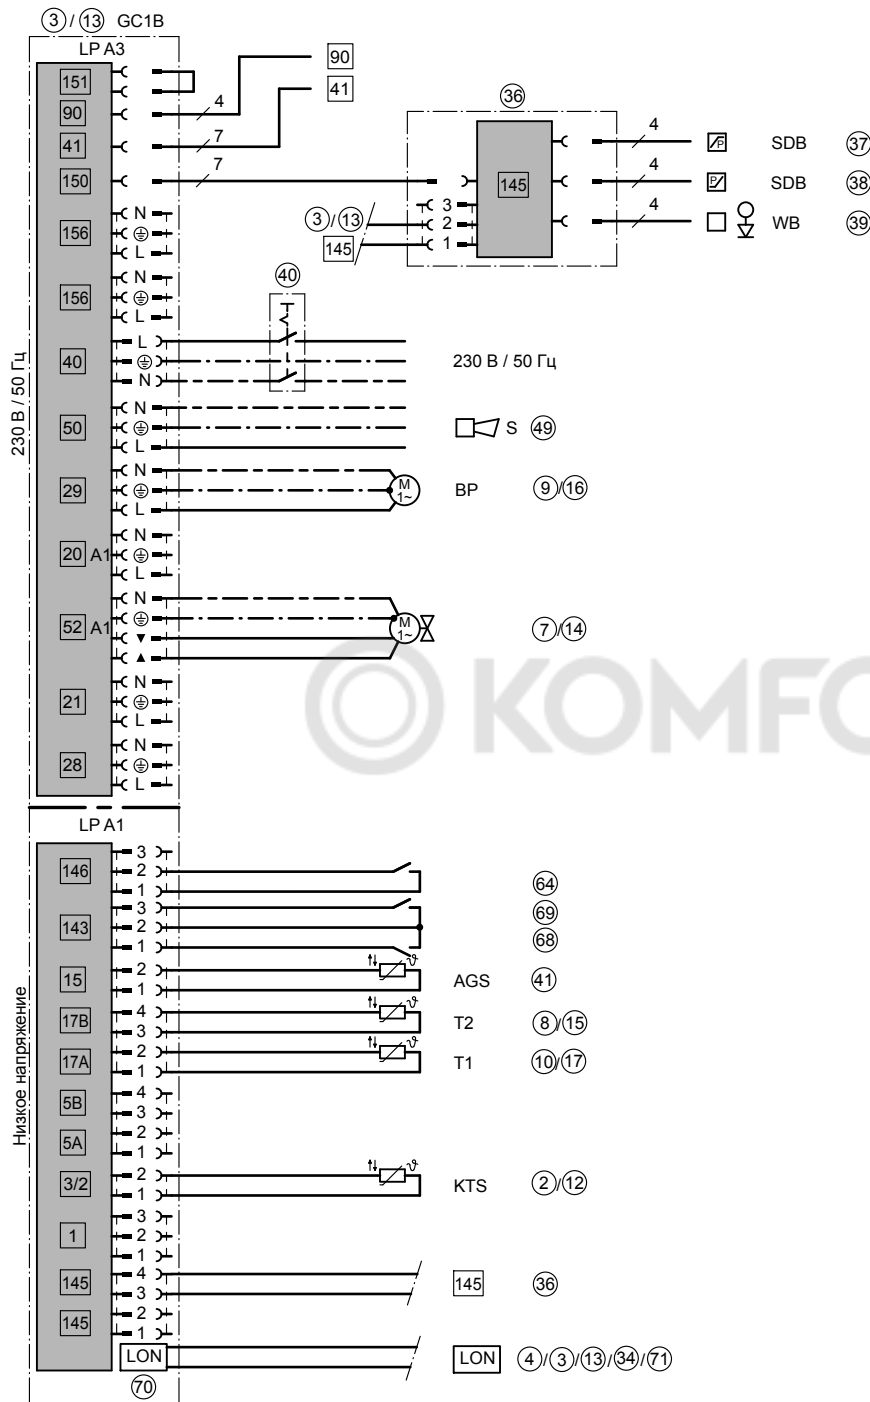 3 / 13 GC1B
LP A3
151
90 4 90
41 7 41
150 7
36
145
3
2
1
3/13
145
4 P SDB 37
4 P SDB 38
4 WB 39
156 N
L
156 N
L
40
40 L
N
230 В / 50 Гц
50 N
L
S 49
29 N
L
M
1~
BP 9/16
20 A1 N
L
52 A1 N
▼
▲
M
1~
7/14
21 N
L
28 N
L
230 В / 50 Гц
KOMFO
LP A1
146 3
2
1
64
143 3
2
1
69
68
15 2
1
ϑ
AGS 41
17B 4
3
ϑ
T2 8/15
17A 2
1
ϑ
T1 10/17
5B 4
3
5A 2
1
3/2 2
1
ϑ
KTS 2/12
1 3
2
1
145 4
3
145 36
145 2
1
LON
LON 4/3/13/34/71
70
Низкое напряжение